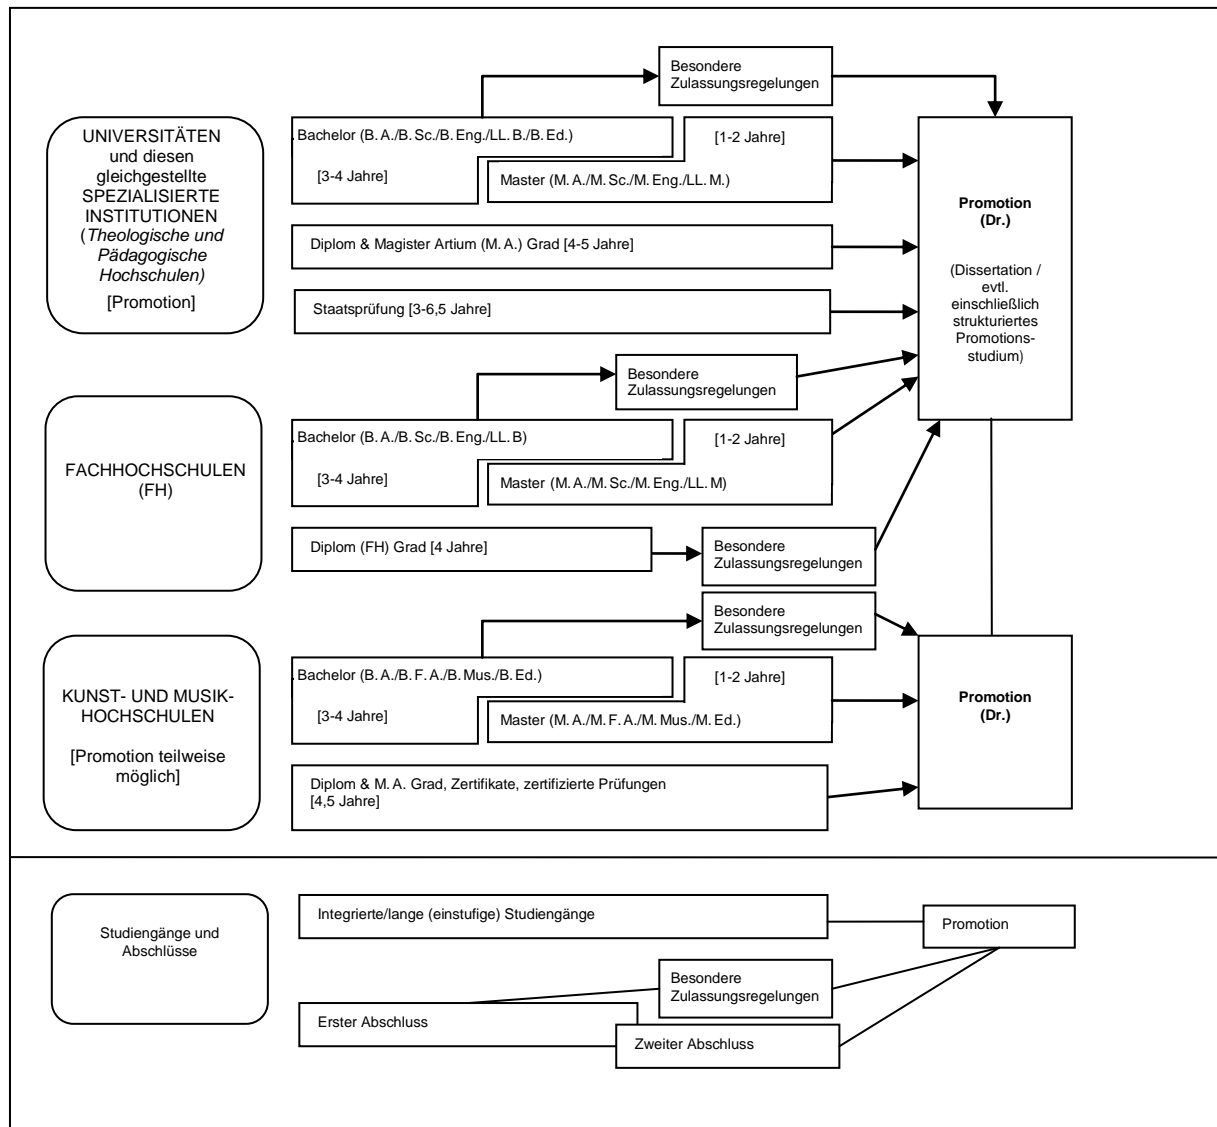 Besondere
Zulassungsregelungen
UNIVERSITÄTEN
und diesen
gleichgestellte
SPEZIALISIERTE
INSTITUTIONEN
(Theologische und
Pädagogische
Hochschulen)
[Promotion]
Bachelor (B. A./B. Sc./B. Eng./LL. B./B. Ed.)
[1-2 Jahre]
[3-4 Jahre]
Master (M. A./M. Sc./M. Eng./LL. M.)
Diplom & Magister Artium (M. A.) Grad [4-5 Jahre]
Staatsprüfung [3-6,5 Jahre]
Promotion
(Dr.)
(Dissertation /
evtl.
einschließlich
strukturiertes
Promotions-
studium)
Besondere
Zulassungsregelungen
FACHHOCHSCHULEN
(FH)
Bachelor (B. A./B. Sc./B. Eng./LL. B)
[1-2 Jahre]
[3-4 Jahre]
Master (M. A./M. Sc./M. Eng./LL. M)
Diplom (FH) Grad [4 Jahre]
Besondere
Zulassungsregelungen
Besondere
Zulassungsregelungen
KUNST- UND MUSIK-
HOCHSCHULEN
[Promotion teilweise
möglich]
Bachelor (B. A./B. F. A./B. Mus./B. Ed.)
[1-2 Jahre]
[3-4 Jahre]
Master (M. A./M. F. A./M. Mus./M. Ed.)
Diplom & M. A. Grad, Zertifikate, zertifizierte Prüfungen
[4,5 Jahre]
Promotion
(Dr.)
Studiengänge und
Abschlüsse
Integrierte/lange (einstufige) Studiengänge
Promotion
Besondere
Zulassungsregelungen
Erster Abschluss
Zweiter Abschluss